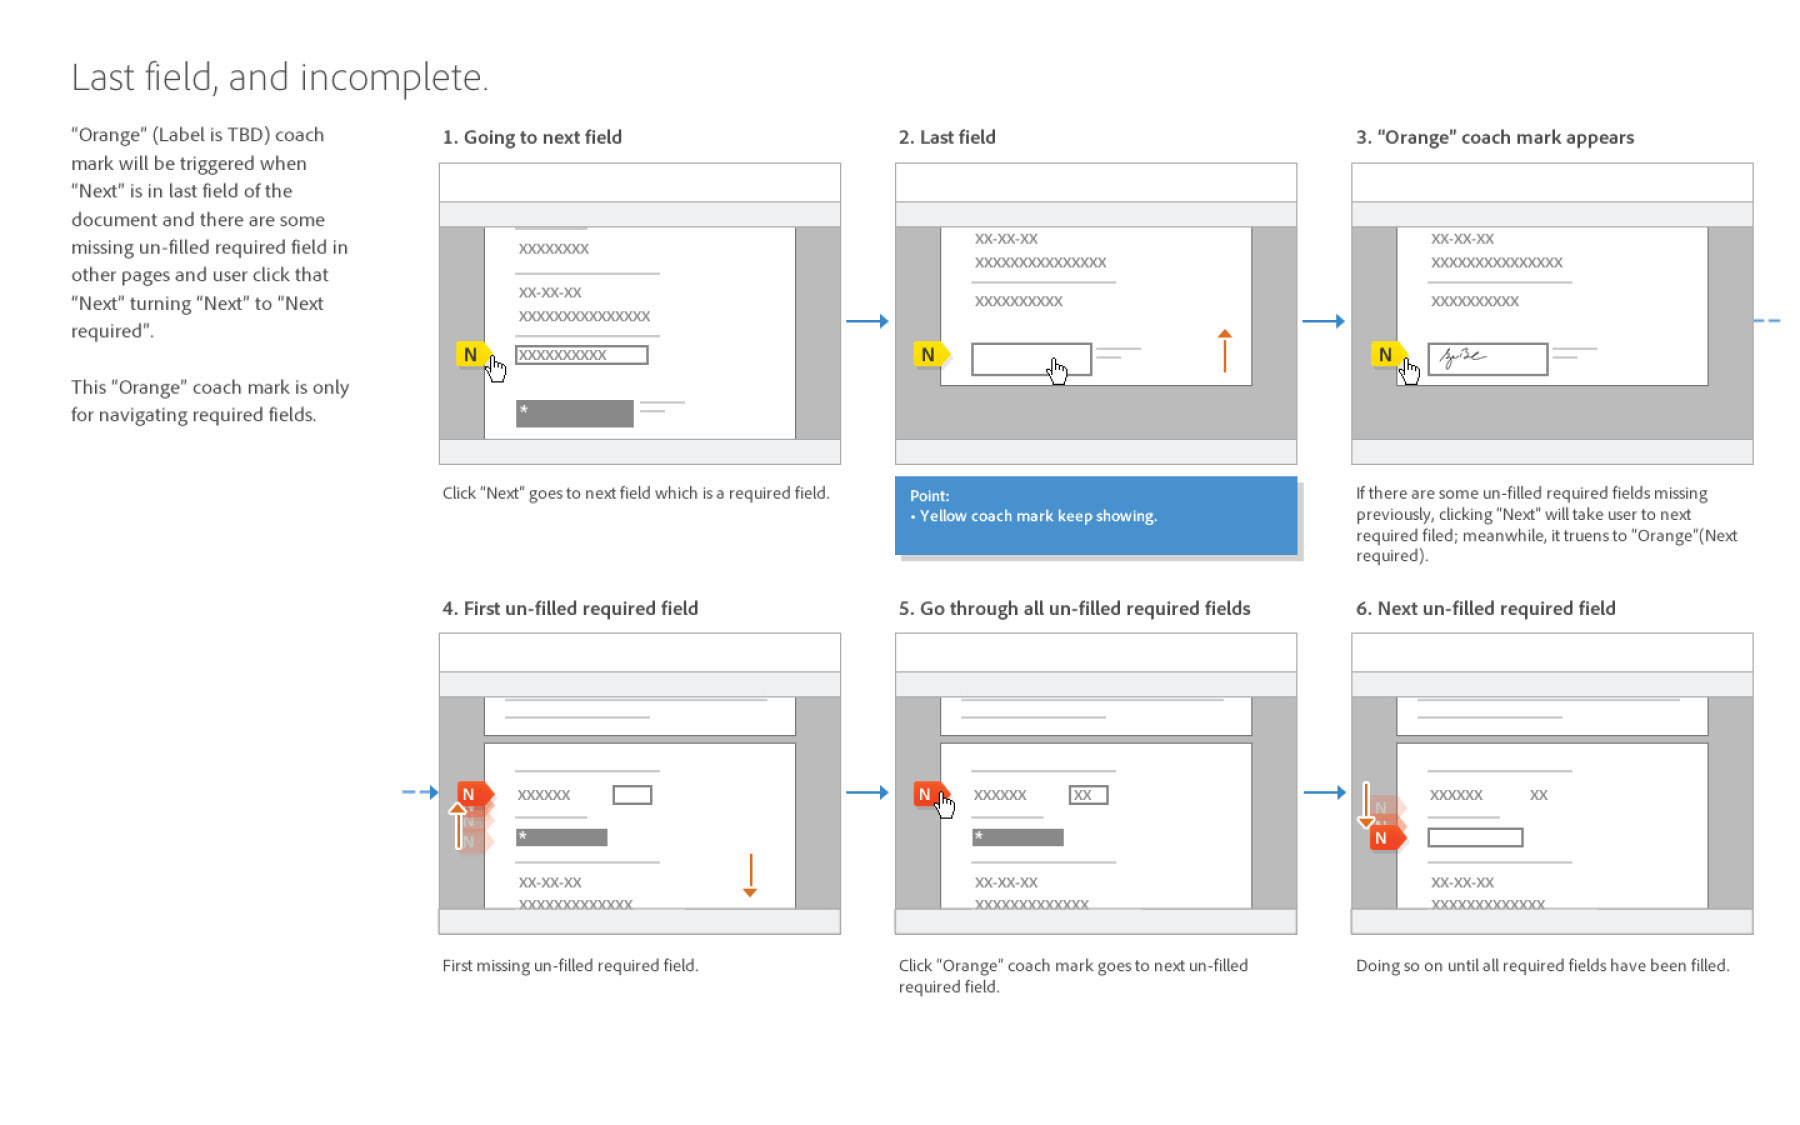 Last field, and incomplete.
“Orange” (Label is TBD) coach
mark will be triggered when
“Next” is in last field of the
document and there are some
missing un-filled required field in
other pages and user click that
“Next” turning “Next” to “Next
required”.
This “Orange” coach mark is only
for navigating required fields.
1. Going to next field
XXXXXXXX
XX-XX-XX
XXXXXXXXXXXXXXX
N
XXXXXXXXXX
*
Click “Next” goes to next field which is a required field.
2. Last field
XX-XX-XX
XXXXXXXXXXXXXXX
XXXXXXXXXX
N
Point:
• Yellow coach mark keep showing.
3. “Orange” coach mark appears
XX-XX-XX
XXXXXXXXXXXXXXX
XXXXXXXXXX
N
If there are some un-filled required fields missing
previously, clicking “Next” will take user to next
required filed; meanwhile, it truens to “Orange”(Next
required).
4. First un-filled required field
N
XXXXXX
N
N
*
XX-XX-XX
XXXXXXXXXXXXX
First missing un-filled required field.
5. Go through all un-filled required fields
N
XXXXXX
XX
*
XX-XX-XX
XXXXXXXXXXXXX
Click “Orange” coach mark goes to next un-filled
required field.
6. Next un-filled required field
XXXXXX
XX
N
N
XX-XX-XX
XXXXXXXXXXXXX
Doing so on until all required fields have been filled.